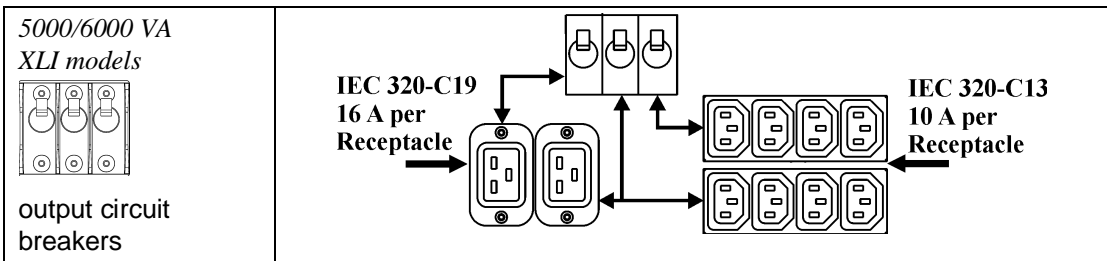 5000/6000 VA
XLI models
output circuit
breakers
IEC 320-C19
16 A per
Receptacle
IEC 320-C13
10 A per
Receptacle